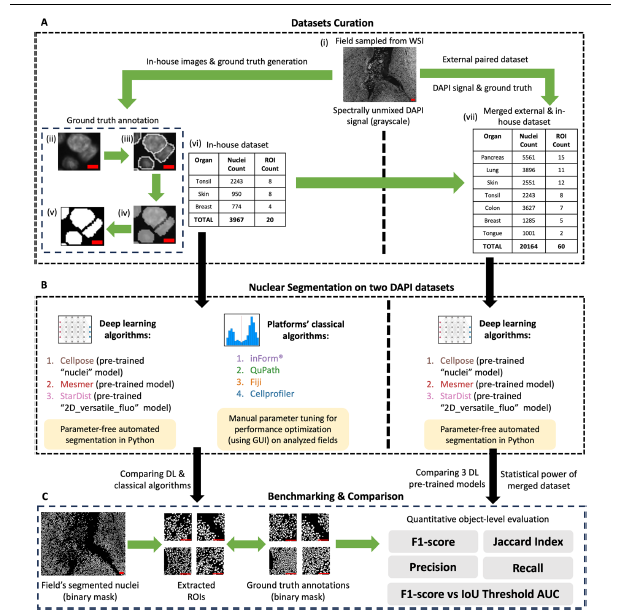 A
Datasets Curation
(i)
Field sampled from WSI
In-house images & ground truth generation
External paired dataset
DAPI signal & ground truth
Spectrally unmixed DAPI
signal (grayscale)
Ground truth annotation
(ii)
(iii)
(iv)
(v)
(vi)
In-house dataset
Organ Nuclei Count ROI Count
Tonsil 2243 8
Skin 950 8
Breast 774 4
TOTAL 3967 20
(vii)
Merged external & in-
house dataset
Organ Nuclei Count ROI Count
Pancreas 5561 15
Lung 3896 11
Skin 2551 12
Tonsil 2243 8
Colon 3627 7
Breast 1285 5
Tongue 1001 2
TOTAL 20164 60
B
Nuclear Segmentation on two DAPI datasets
Deep learning
algorithms:
1. Cellpose (pre-trained
“nuclei” model)
2. Mesmer (pre-trained model)
3. StarDist (pre-trained
“2D_versatile_fluo” model)
Parameter-free automated
segmentation in Python
Platforms’ classical
algorithms:
1. inForm®
2. QuPath
3. Fiji
4. Cellprofiler
Manual parameter tuning for
performance optimization
(using GUI) on analyzed fields
Deep learning
algorithms:
1. Cellpose (pre-trained
“nuclei” model)
2. Mesmer (pre-trained model)
3. StarDist (pre-trained
“2D_versatile_fluo” model)
Parameter-free automated
segmentation in Python
Comparing DL &
classical algorithms
Comparing 3 DL
pre-trained models
Statistical power of
merged dataset
C
Benchmarking & Comparison
Field’s segmented nuclei
(binary mask)
Extracted
ROIs
Ground truth annotations
(binary mask)
Quantitative object-level evaluation
F1-score
Jaccard Index
Precision
Recall
F1-score vs IoU Threshold AUC